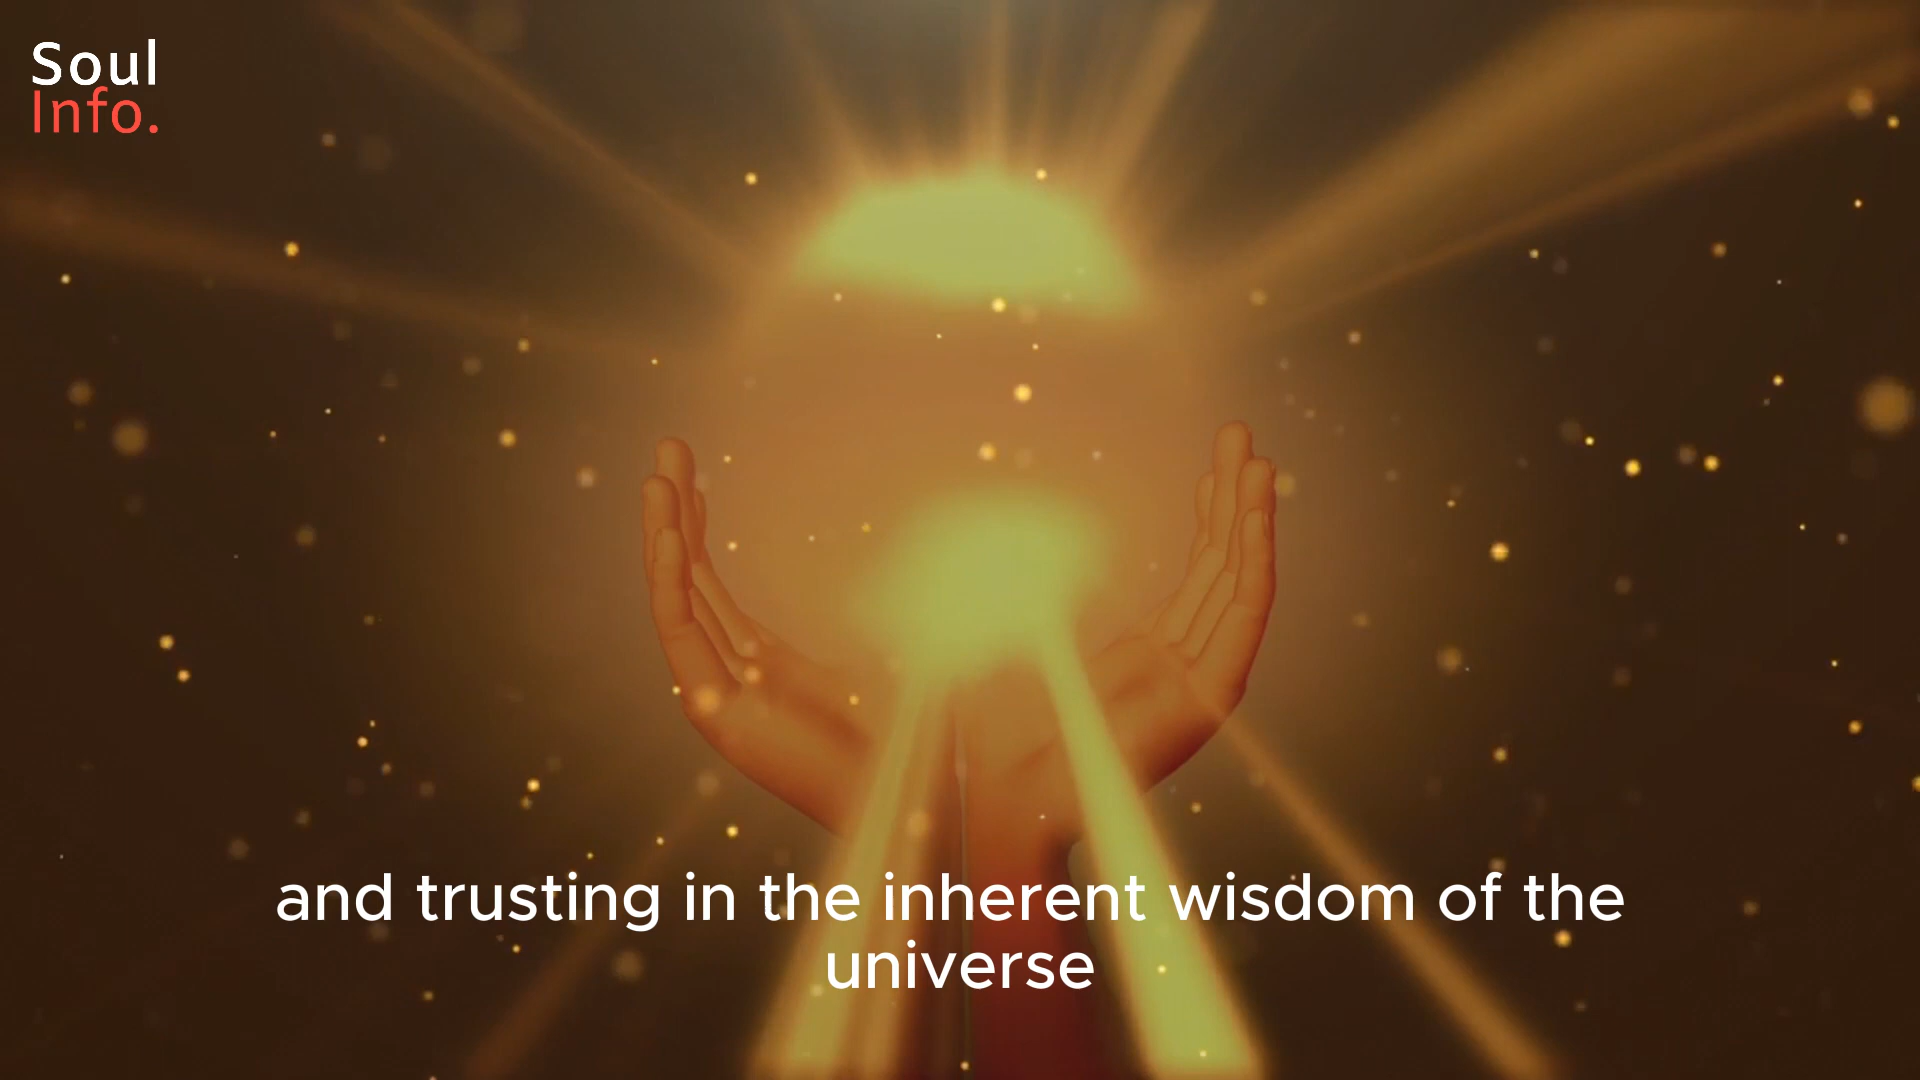 Soul
Info.
and trusting in the inherent wisdom of the
universe